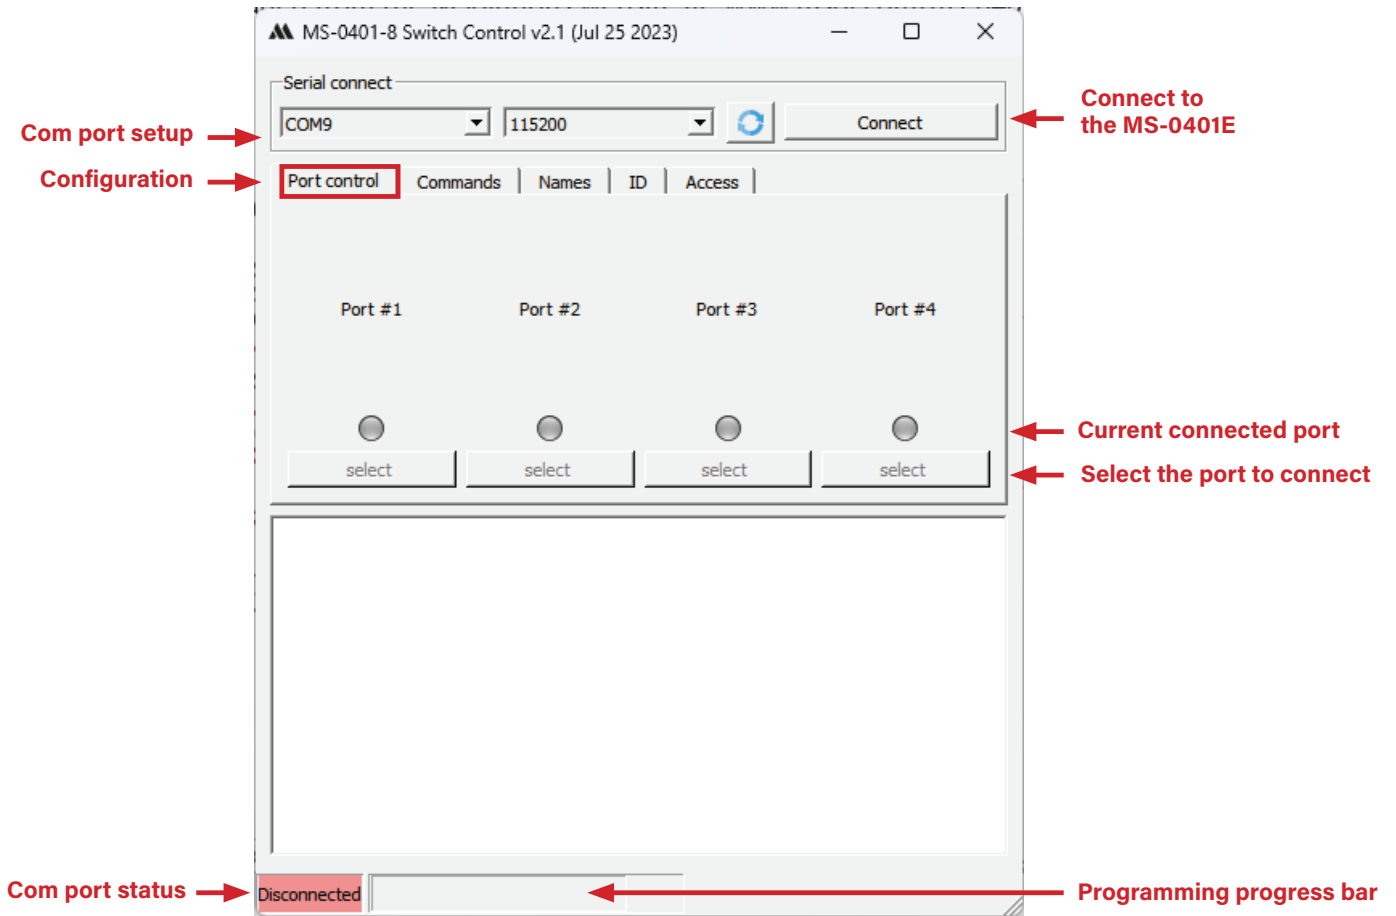 MS-0401-8 Switch Control v2.1 (Jul 25 2023)
Serial connect
COM9
115200
Connect
Connect to
the MS-0401E
Com port setup
Configuration
Port control
Commands
Names
ID
Access
Port #1
Port #2
Port #3
Port #4
Current connected port
select
select
select
select
Select the port to connect
Com port status
Disconnected
Programming progress bar